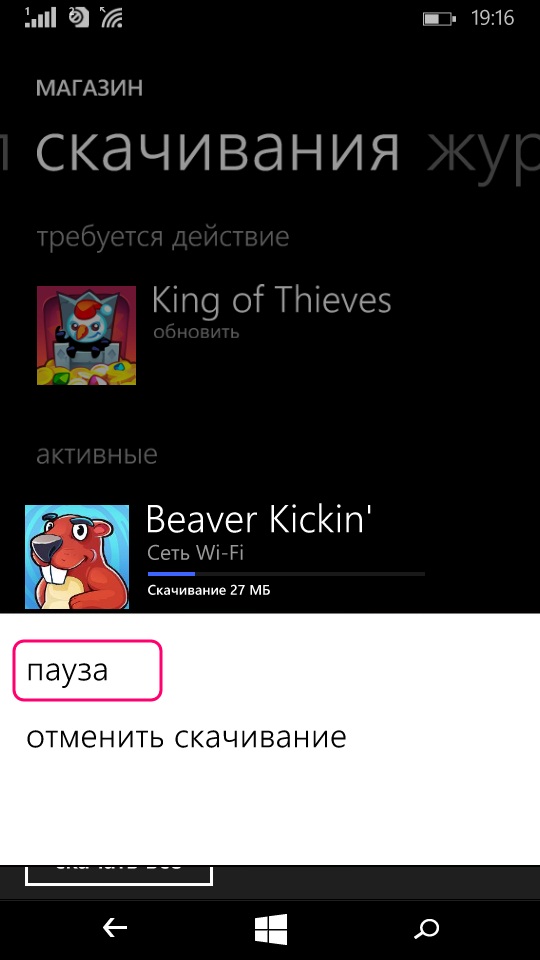 1
19:16
МАГАЗИН
скачивания жур
требуется действие
King of Thieves
обновить
активные
Beaver Kickin'
Сеть Wi-Fi
Скачивание 27 МБ
пауза
отменить скачивание